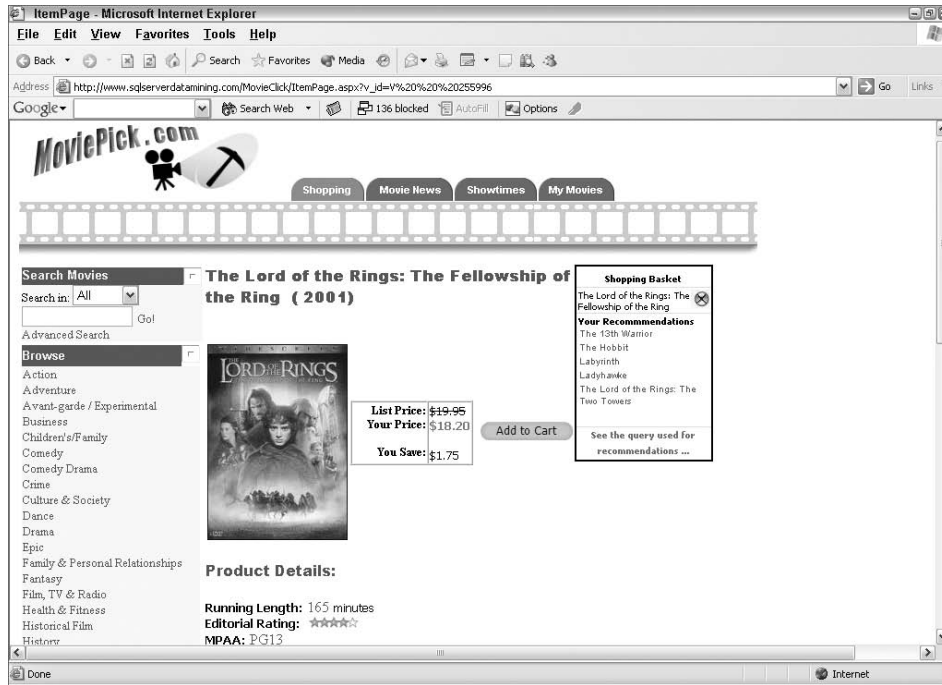 ItemPage - Microsoft Internet Explorer
File Edit View Favorites Tools Help
Back Search Favorites Media
Address http://www.sqlserverdatamining.com/MovieClick/ItemPage.aspx?v_id=V%20%20%20255996 Go Links
Google Search Web 136 blocked AutoFill Options
MoviePick.com
Shopping Movie News Showtimes My Movies
Search Movies
Search in: All
Go!
Advanced Search
Browse
Action
Adventure
Avant-garde / Experimental
Business
Children's/Family
Comedy
Comedy Drama
Crime
Culture & Society
Dance
Drama
Epic
Family & Personal Relationships
Fantasy
Film, TV & Radio
Health & Fitness
Historical Film
History
The Lord of the Rings: The Fellowship of
the Ring ( 2001)
THE
LORD OF THE RINGS
List Price: $19.95
Your Price: $18.20
You Save: $1.75
Add to Cart
Shopping Basket
The Lord of the Rings: The
Fellowship of the Ring
Your Recommmendations
The 13th Warrior
The Hobbit
Labyrinth
Ladyhawke
The Lord of the Rings: The
Two Towers
See the query used for
recommendations ...
Product Details:
Running Length: 165 minutes
Editorial Rating:
MPAA: PG13
Done Internet